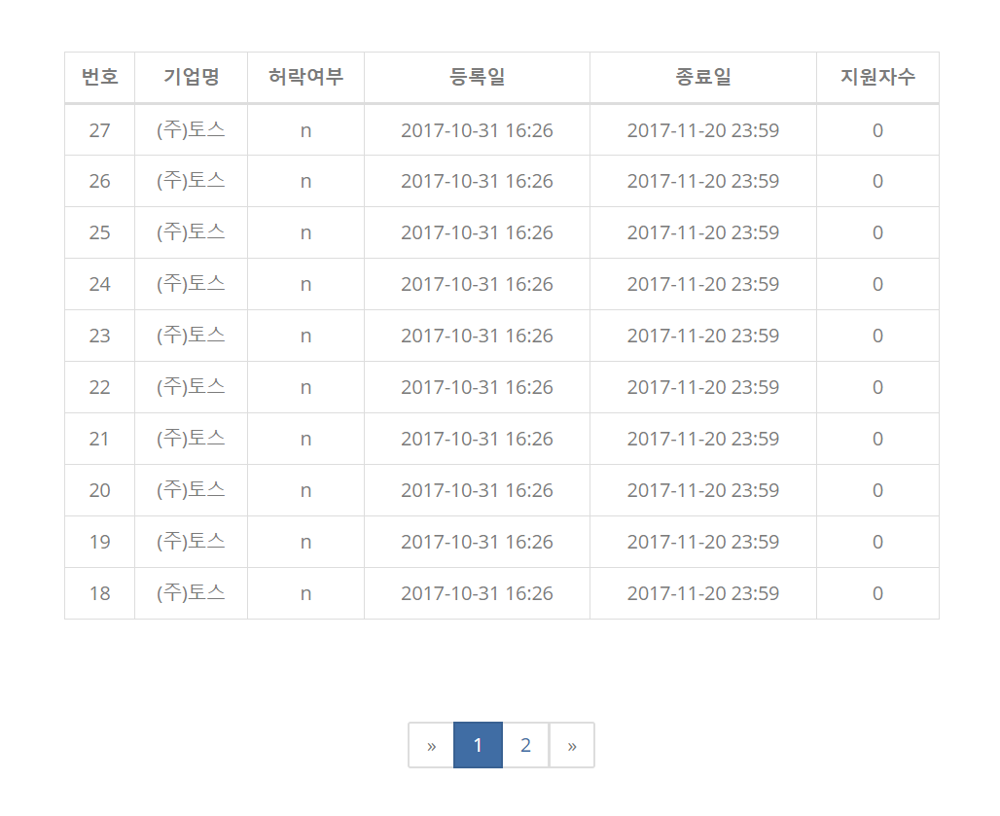 번호 기업명 허락여부 등록일 종료일 지원자수
27 (주)토스 n 2017-10-31 16:26 2017-11-20 23:59 0
26 (주)토스 n 2017-10-31 16:26 2017-11-20 23:59 0
25 (주)토스 n 2017-10-31 16:26 2017-11-20 23:59 0
24 (주)토스 n 2017-10-31 16:26 2017-11-20 23:59 0
23 (주)토스 n 2017-10-31 16:26 2017-11-20 23:59 0
22 (주)토스 n 2017-10-31 16:26 2017-11-20 23:59 0
21 (주)토스 n 2017-10-31 16:26 2017-11-20 23:59 0
20 (주)토스 n 2017-10-31 16:26 2017-11-20 23:59 0
19 (주)토스 n 2017-10-31 16:26 2017-11-20 23:59 0
18 (주)토스 n 2017-10-31 16:26 2017-11-20 23:59 0
» 1 2 »